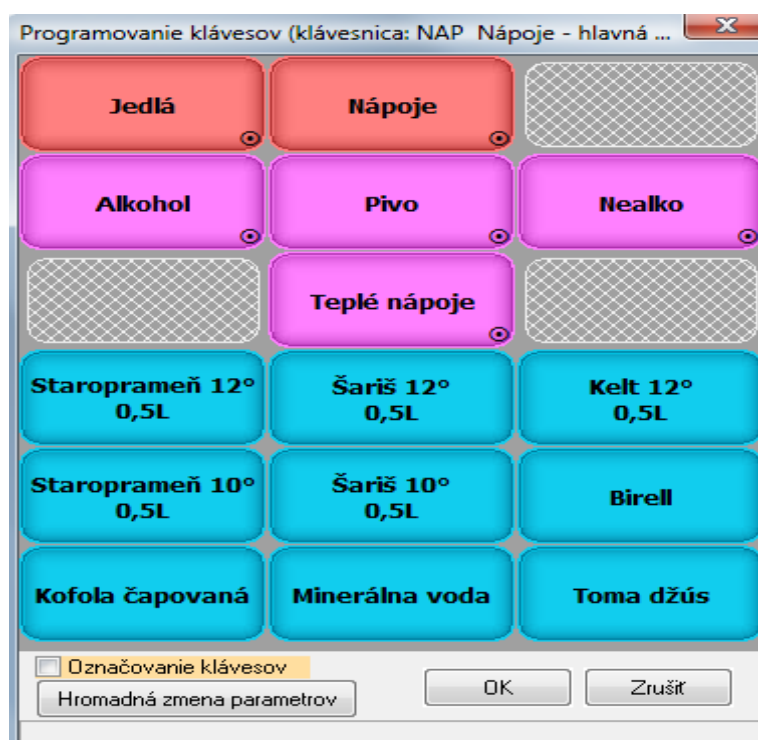 Programovanie klávesov (klávesnica: NAP Nápoje - hlavná ...
Jedlá
Nápoje
Alkohol
Pivo
Nealko
Teplé nápoje
Staroprameň 12°
0,5L
Šariš 12°
0,5L
Kelt 12°
0,5L
Staroprameň 10°
0,5L
Šariš 10°
0,5L
Birell
Kofola čapovaná
Minerálna voda
Toma džús
Označovanie klávesov
Hromadná zmena parametrov
OK
Zrušiť